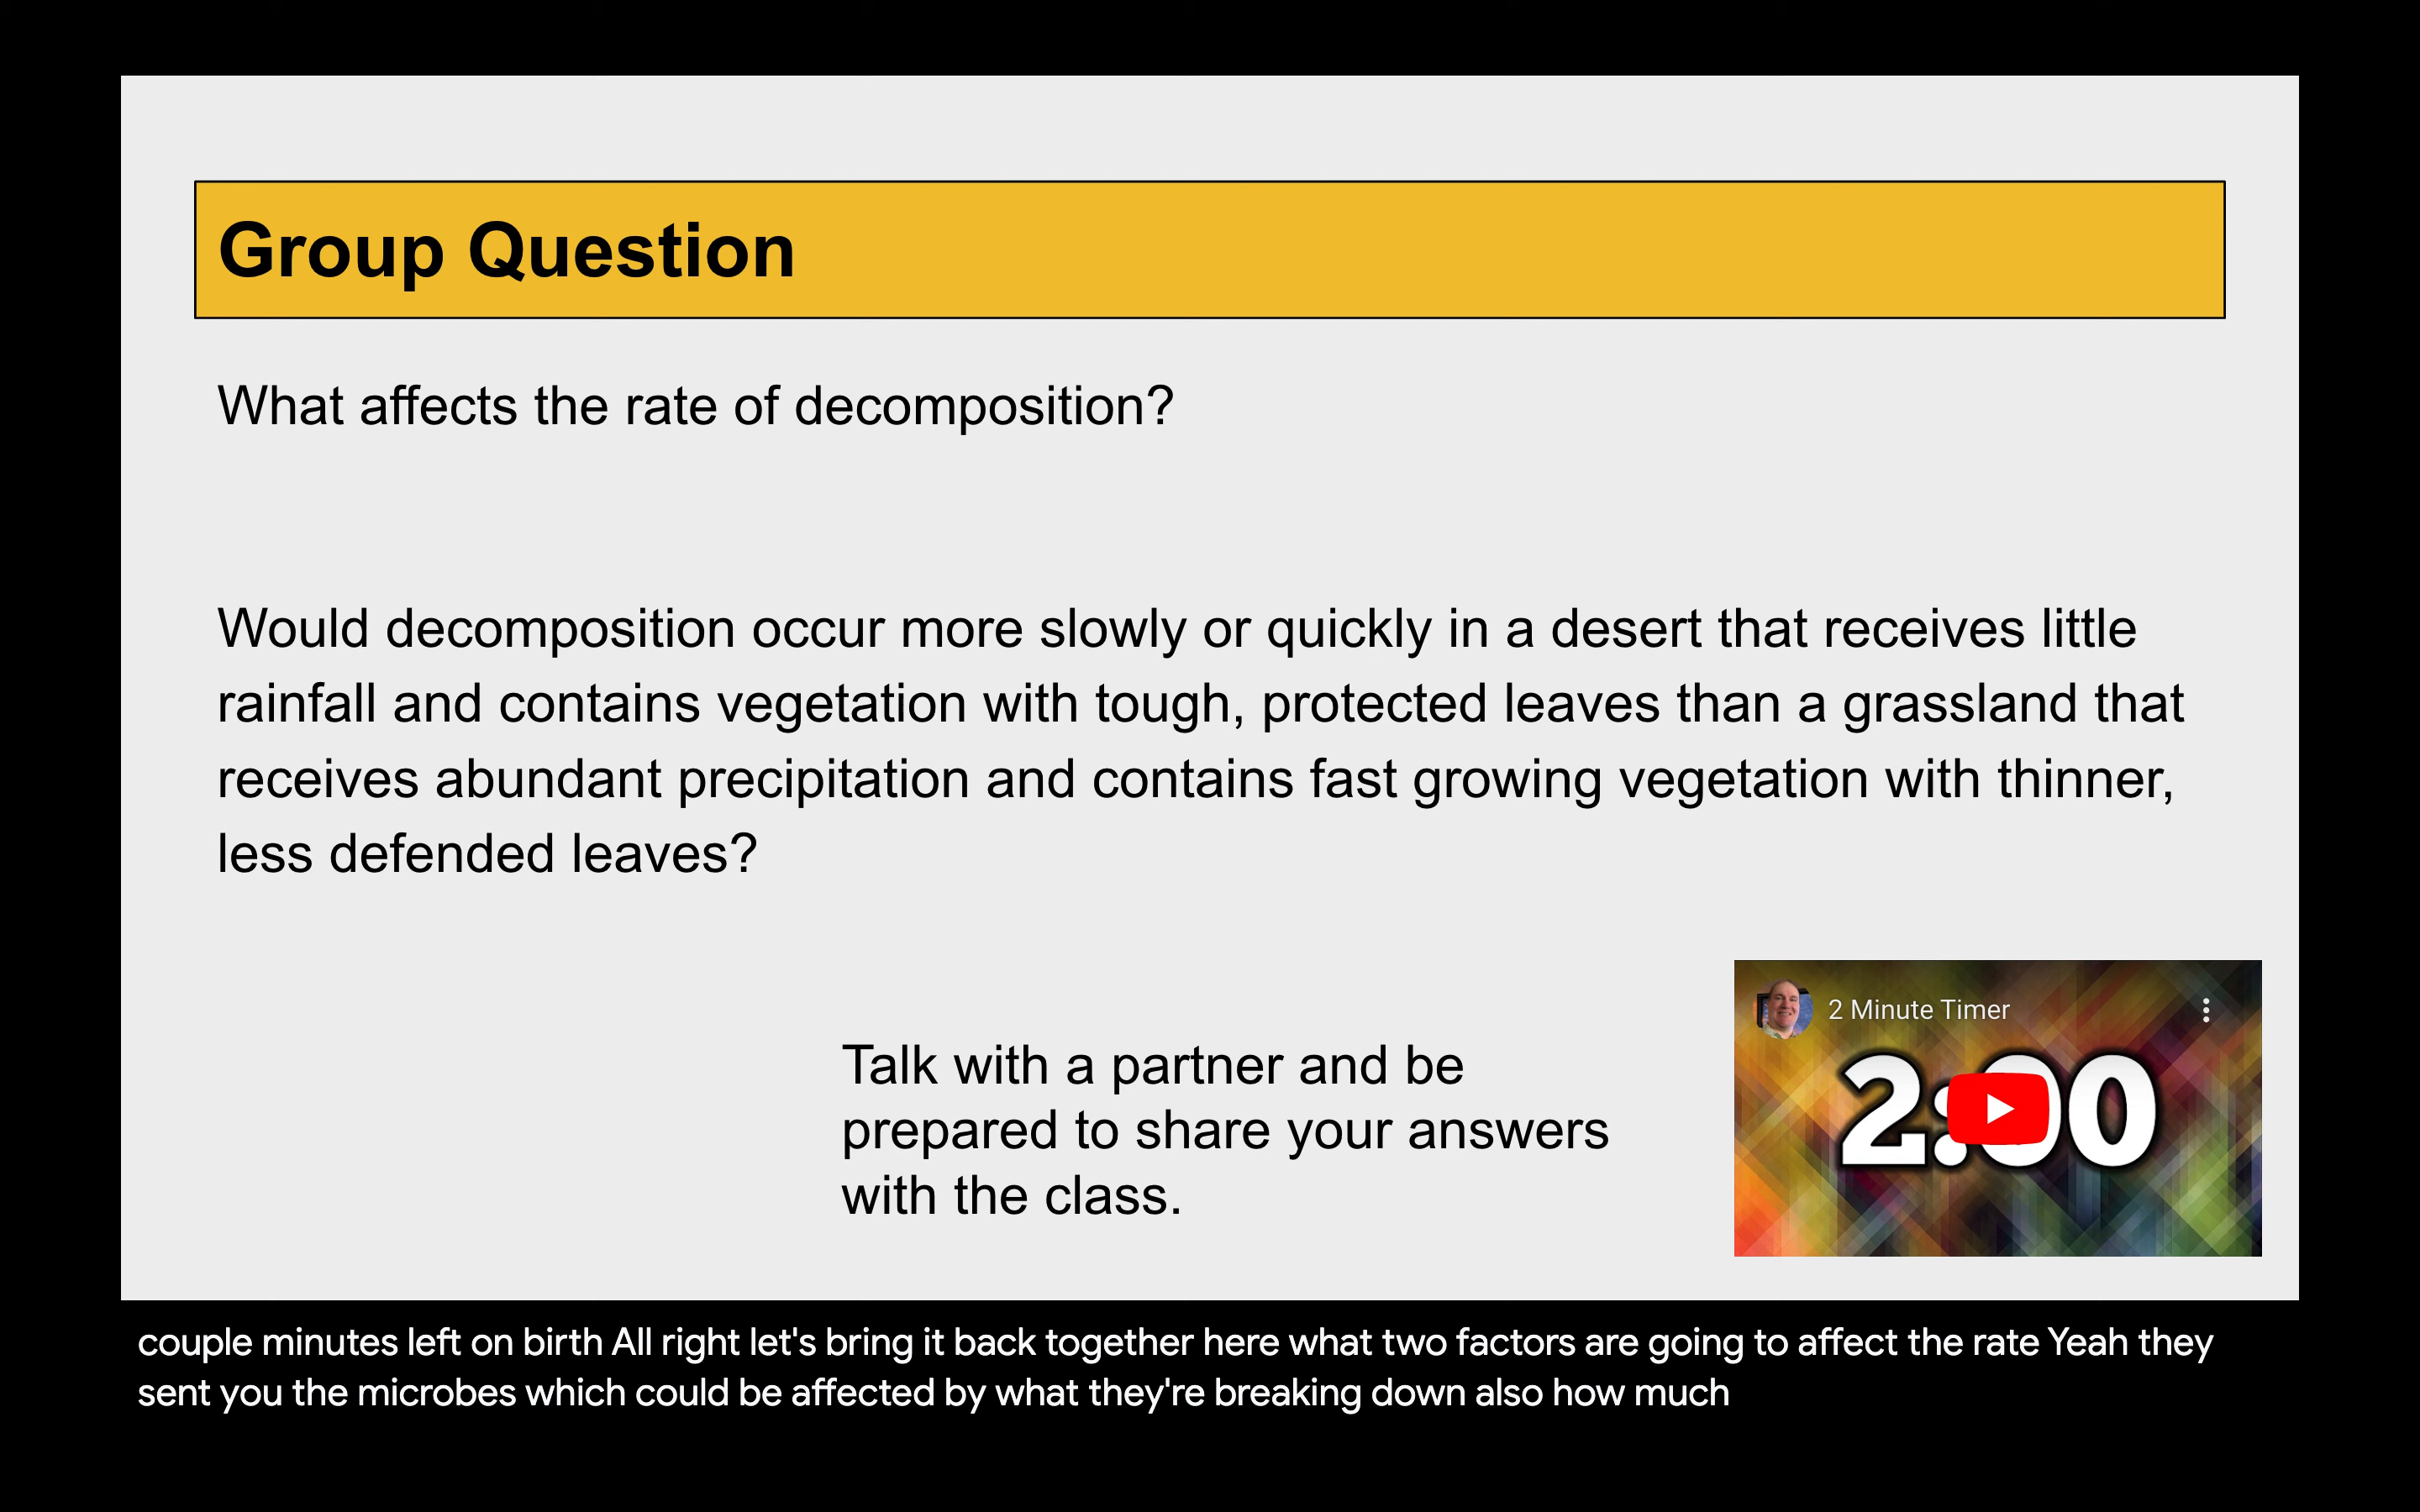 Group Question
What affects the rate of decomposition?
Would decomposition occur more slowly or quickly in a desert that receives little
rainfall and contains vegetation with tough, protected leaves than a grassland that
receives abundant precipitation and contains fast growing vegetation with thinner,
less defended leaves?
Talk with a partner and be
prepared to share your answers
with the class.
2 Minute Timer
2:00
couple minutes left on birth All right let's bring it back together here what two factors are going to affect the rate Yeah they
sent you the microbes which could be affected by what they're breaking down also how much